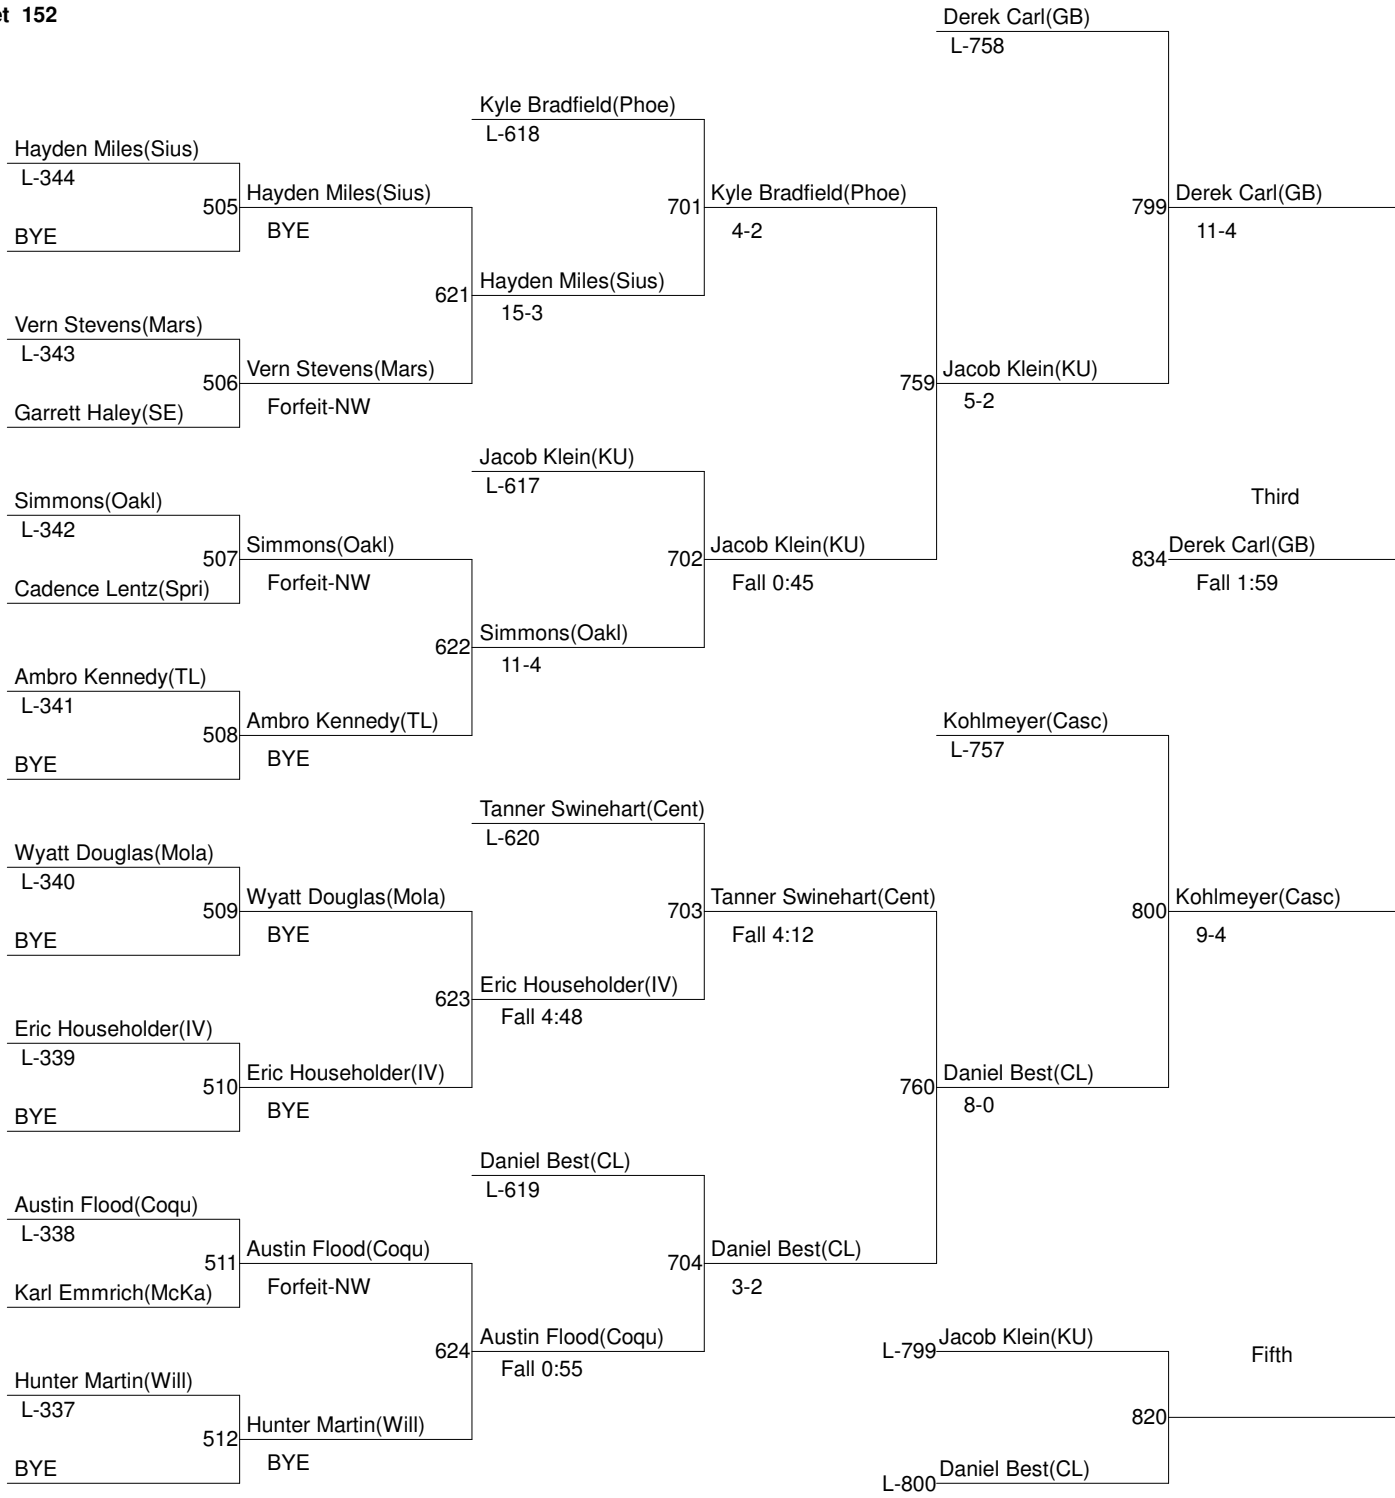 et 152
Derek Carl(GB)
L-758
Kyle Bradfield(Phoe)
L-618
Hayden Miles(Sius)
L-344
505
Hayden Miles(Sius)
BYE
BYE
701
Kyle Bradfield(Phoe)
4-2
799
Derek Carl(GB)
11-4
621
Hayden Miles(Sius)
15-3
Vern Stevens(Mars)
L-343
506
Vern Stevens(Mars)
Forfeit-NW
Garrett Haley(SE)
759
Jacob Klein(KU)
5-2
Jacob Klein(KU)
L-617
Simmons(Oakl)
L-342
507
Simmons(Oakl)
Forfeit-NW
Cadence Lentz(Spri)
702
Jacob Klein(KU)
Fall 0:45
Third
834
Derek Carl(GB)
Fall 1:59
622
Simmons(Oakl)
11-4
Ambro Kennedy(TL)
L-341
508
Ambro Kennedy(TL)
BYE
BYE
Kohlmeyer(Casc)
L-757
Tanner Swinehart(Cent)
L-620
Wyatt Douglas(Mola)
L-340
509
Wyatt Douglas(Mola)
BYE
BYE
703
Tanner Swinehart(Cent)
Fall 4:12
800
Kohlmeyer(Casc)
9-4
623
Eric Householder(IV)
Fall 4:48
Eric Householder(IV)
L-339
510
Eric Householder(IV)
BYE
BYE
760
Daniel Best(CL)
8-0
Daniel Best(CL)
L-619
Austin Flood(Coqu)
L-338
511
Austin Flood(Coqu)
Forfeit-NW
Karl Emmrich(McKa)
704
Daniel Best(CL)
3-2
624
Austin Flood(Coqu)
Fall 0:55
L-799
Jacob Klein(KU)
Fifth
Hunter Martin(Will)
L-337
512
Hunter Martin(Will)
BYE
BYE
820
L-800
Daniel Best(CL)